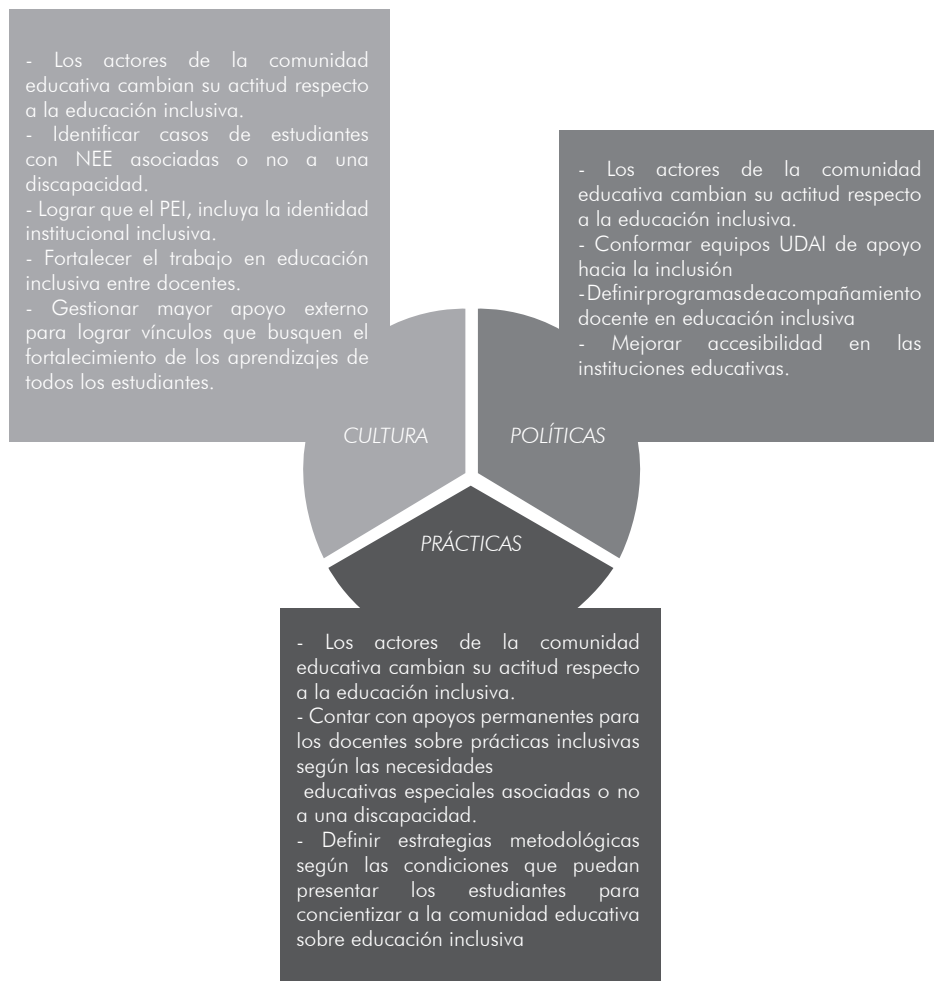 - Los actores de la comunidad
educativa cambian su actitud respecto
a la educación inclusiva.
- Identificar casos de estudiantes
con NEE asociadas o no a una
discapacidad.
- Lograr que el PEI, incluya la identidad
institucional inclusiva.
- Fortalecer el trabajo en educación
inclusiva entre docentes.
- Gestionar mayor apoyo externo
para lograr vínculos que busquen el
fortalecimiento de los aprendizajes de
todos los estudiantes.
- Los actores de la comunidad
educativa cambian su actitud respecto
a la educación inclusiva.
- Conformar equipos UDAI de apoyo
hacia la inclusión
- Definir programas de acompañamiento
docente en educación inclusiva
- Mejorar accesibilidad en las
instituciones educativas.
CULTURA
POLÍTICAS
PRÁCTICAS
- Los actores de la comunidad
educativa cambian su actitud respecto
a la educación inclusiva.
- Contar con apoyos permanentes para
los docentes sobre prácticas inclusivas
según las necesidades
educativas especiales asociadas o no
a una discapacidad.
- Definir estrategias metodológicas
según las condiciones que puedan
presentar los estudiantes para
concientizar a la comunidad educativa
sobre educación inclusiva